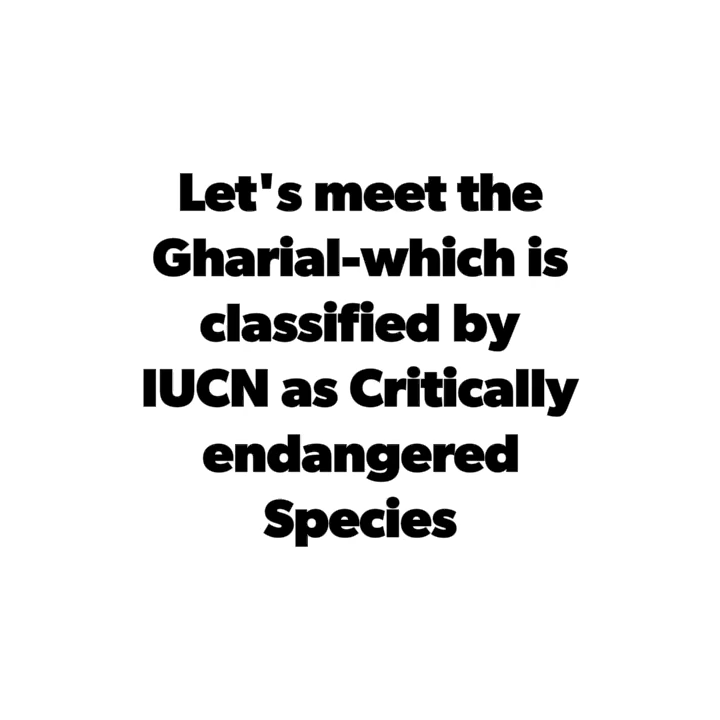 Let's meet the
Gharial-which is
classified by
IUCN as Critically
endangered
Species